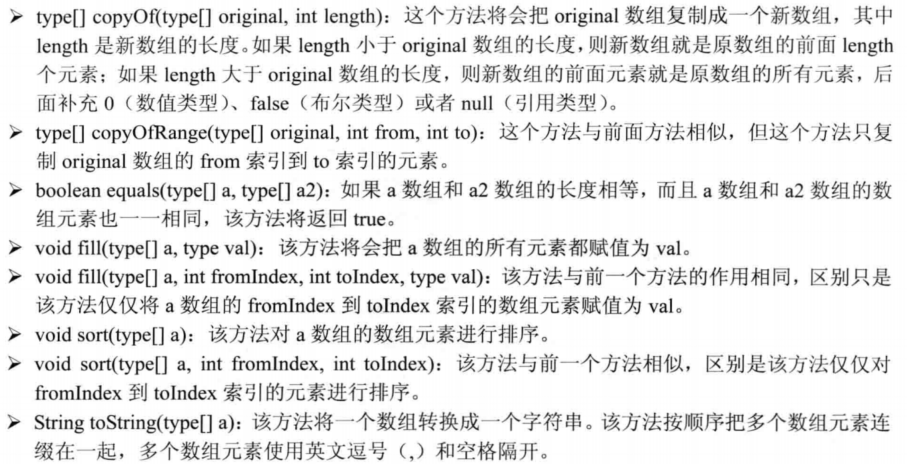 ➢ type[] copyOf(type[] original, int length)：这个方法将会把 original 数组复制成一个新数组，其中
length 是新数组的长度。如果 length 小于 original 数组的长度，则新数组就是原数组的前面 length
个元素；如果 length 大于 original 数组的长度，则新数组的前面元素就是原数组的所有元素，后
面补充 0（数值类型）、false（布尔类型）或者 null（引用类型）。
➢ type[] copyOfRange(type[] original, int from, int to)：这个方法与前面方法相似，但这个方法只复
制 original 数组的 from 索引到 to 索引的元素。
➢ boolean equals(type[] a, type[] a2)：如果 a 数组和 a2 数组的长度相等，而且 a 数组和 a2 数组的数
组元素也一一相同，该方法将返回 true。
➢ void fill(type[] a, type val)：该方法将会把 a 数组的所有元素都赋值为 val。
➢ void fill(type[] a, int fromIndex, int toIndex, type val)：该方法与前一个方法的作用相同，区别只是
该方法仅仅将 a 数组的 fromIndex 到 toIndex 索引的数组元素赋值为 val。
➢ void sort(type[] a)：该方法对 a 数组的数组元素进行排序。
➢ void sort(type[] a, int fromIndex, int toIndex)：该方法与前一个方法相似，区别是该方法仅仅对
fromIndex 到 toIndex 索引的元素进行排序。
➢ String toString(type[] a)：该方法将一个数组转换成一个字符串。该方法按顺序把多个数组元素连
缀在一起，多个数组元素使用英文逗号（,）和空格隔开。